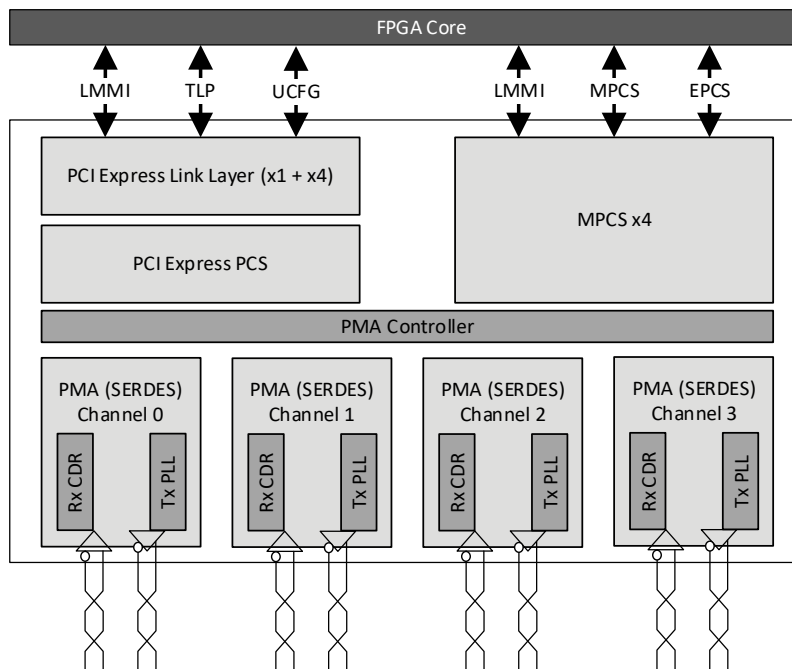 FPGA Core
LMMI TLP UCFG LMMI MPCS EPCS
PCI Express Link Layer (x1 + x4)
MPCS x4
PCI Express PCS
PMA Controller
PMA (SERDES)
Channel 0
Rx CDR
Tx PLL
PMA (SERDES)
Channel 1
Rx CDR
Tx PLL
PMA (SERDES)
Channel 2
Rx CDR
Tx PLL
PMA (SERDES)
Channel 3
Rx CDR
Tx PLL